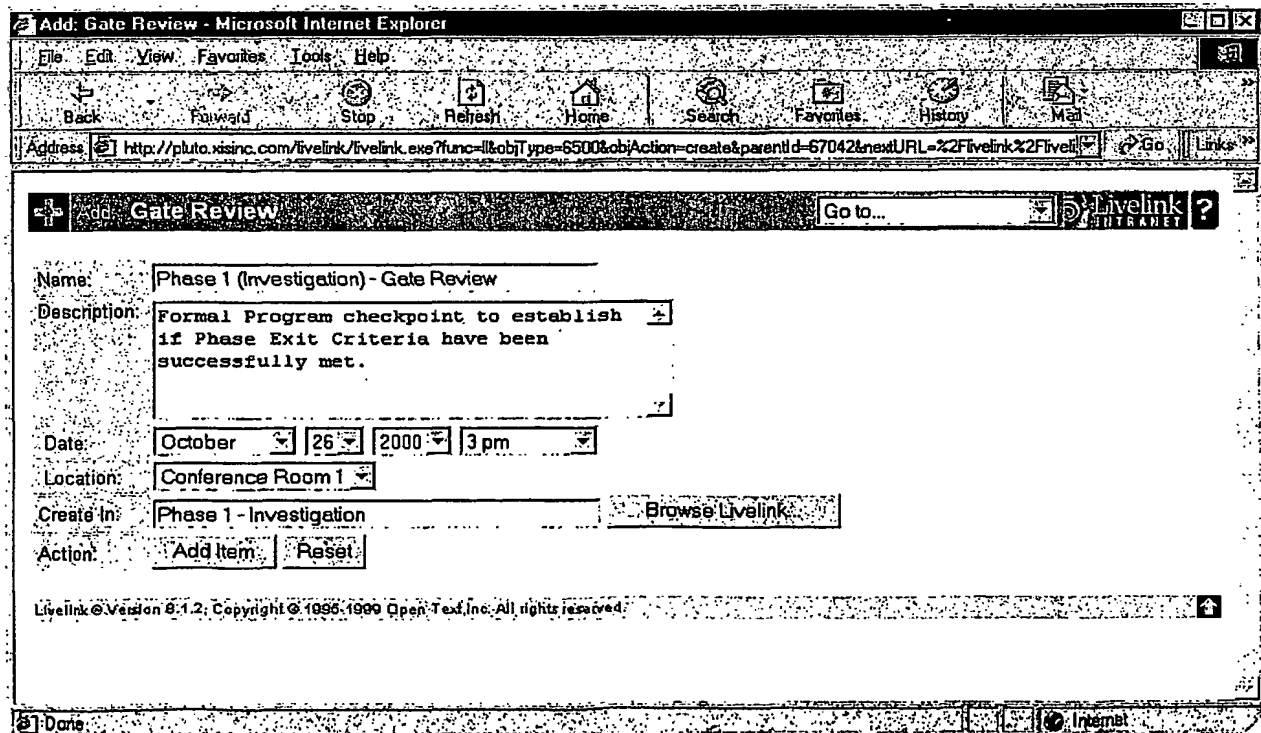 Add: Gate Review - Microsoft Internet Explorer
File Edit View Favorites Tools Help
Back Forward Stop Refresh Home Search Favorites History Mail »
Address http://pluto.xisinc.com/livelink/livelink.exe?func=ll&objType=6500&objAction=create&parentId=67042&nextURL=%2Flivelink%2Fliveli Go Links »
Add: Gate Review Go to... Livelink INTRANET ?
Name: Phase 1 (Investigation) - Gate Review
Description: Formal Program checkpoint to establish
if Phase Exit Criteria have been
successfully met.
Date: October 26 2000 3 pm
Location: Conference Room 1
Create In: Phase 1 - Investigation Browse Livelink...
Action: Add Item Reset
Livelink © Version 8.1.2; Copyright © 1995-1999 Open Text, Inc. All rights reserved.
Done Internet